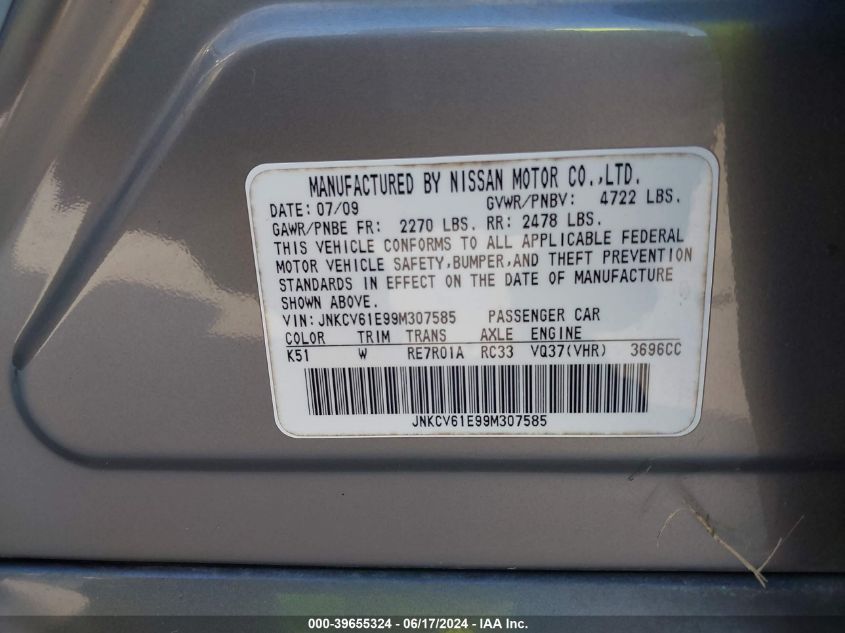 MANUFACTURED BY NISSAN MOTOR CO.,LTD.
DATE: 07/09 GVWR/PNBV: 4722 LBS.
GAWR/PNBE FR: 2270 LBS. RR: 2478 LBS.
THIS VEHICLE CONFORMS TO ALL APPLICABLE FEDERAL
MOTOR VEHICLE SAFETY,BUMPER,AND THEFT PREVENTION
STANDARDS IN EFFECT ON THE DATE OF MANUFACTURE
SHOWN ABOVE.
VIN:JNKCV61E99M307585 PASSENGER CAR
COLOR TRIM TRANS AXLE ENGINE
K51 W RE7R01A RC33 VQ37(VHR) 3696CC
JNKCV61E99M307585
000-39655324 - 06/17/2024 - IAA Inc.